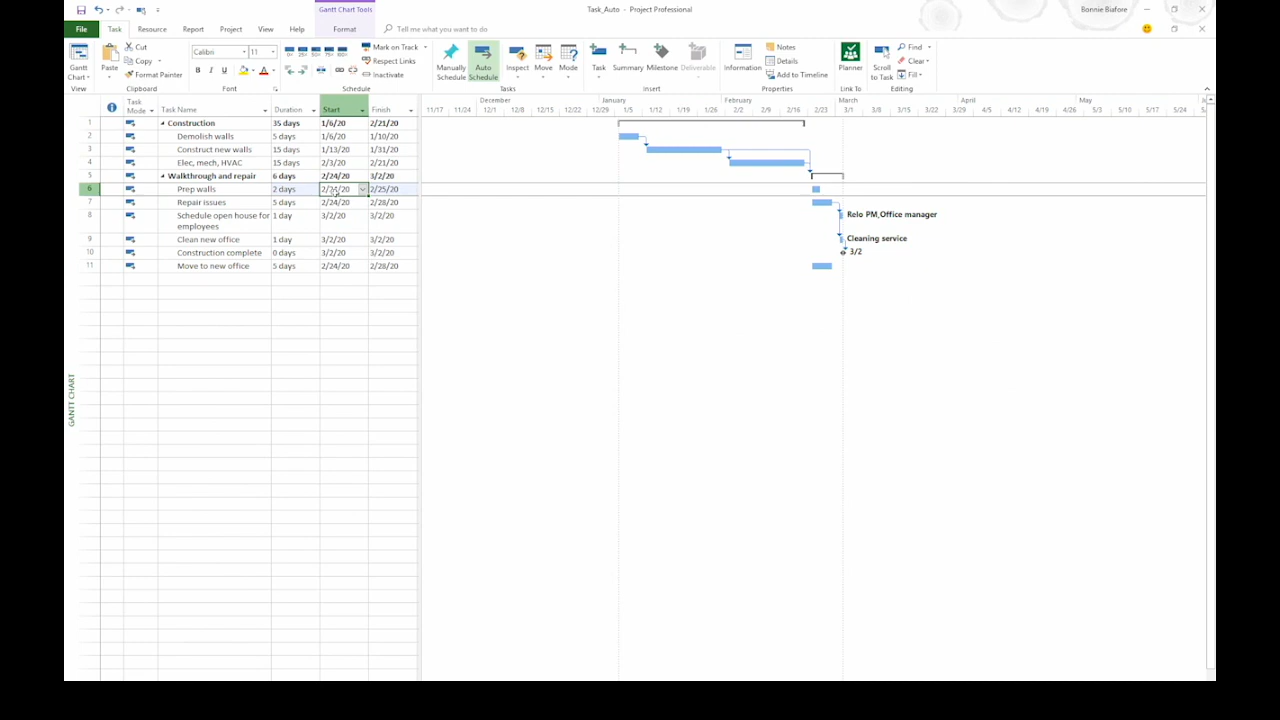 Gantt Chart Tools
Task_Auto - Project Professional
Bonnie Biafore
File Task Resource Report Project View Help Format Tell me what you want to do
Gantt Chart
View
Paste
Cut
Copy
Format Painter
Clipboard
Calibri 11
B I U A
Font
0% 25% 50% 75% 100%
Mark on Track
Respect Links
Inactivate
Schedule
Manually Schedule
Auto Schedule
Inspect
Move
Mode
Tasks
Task
Summary
Milestone
Deliverable
Insert
Information
Notes
Details
Add to Timeline
Properties
Planner
Link To
Scroll to Task
Find
Clear
Fill
Editing
Task Mode Task Name Duration Start Finish
December January February March April May
11/17 11/24 12/1 12/8 12/15 12/22 12/29 1/5 1/12 1/19 1/26 2/2 2/9 2/16 2/23 3/1 3/8 3/15 3/22 3/29 4/5 4/12 4/19 4/26 5/3 5/10 5/17 5/24
1 Construction 35 days 1/6/20 2/21/20
2 Demolish walls 5 days 1/6/20 1/10/20
3 Construct new walls 15 days 1/13/20 1/31/20
4 Elec, mech, HVAC 15 days 2/3/20 2/21/20
5 Walkthrough and repair 6 days 2/24/20 3/2/20
6 Prep walls 2 days 2/24/20 2/25/20
7 Repair issues 5 days 2/24/20 2/28/20
8 Schedule open house for employees 1 day 3/2/20 3/2/20 Relo PM,Office manager
9 Clean new office 1 day 3/2/20 3/2/20 Cleaning service
10 Construction complete 0 days 3/2/20 3/2/20 3/2
11 Move to new office 5 days 2/24/20 2/28/20
GANTT CHART